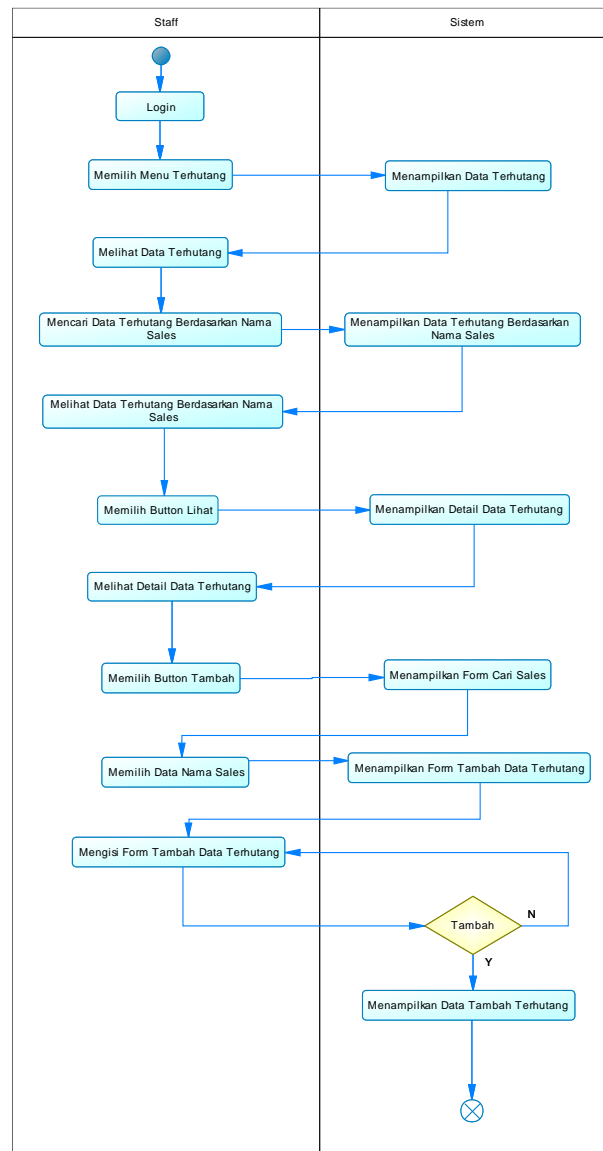 Staff
Sistem
Login
Memilih Menu Terhutang
Menampilkan Data Terhutang
Melihat Data Terhutang
Mencari Data Terhutang Berdasarkan Nama
Sales
Menampilkan Data Terhutang Berdasarkan
Nama Sales
Melihat Data Terhutang Berdasarkan Nama
Sales
Memilih Button Lihat
Menampilkan Detail Data Terhutang
Melihat Detail Data Terhutang
Memilih Button Tambah
Menampilkan Form Cari Sales
Memilih Data Nama Sales
Menampilkan Form Tambah Data Terhutang
Mengisi Form Tambah Data Terhutang
Tambah
N
Y
Menampilkan Data Tambah Terhutang